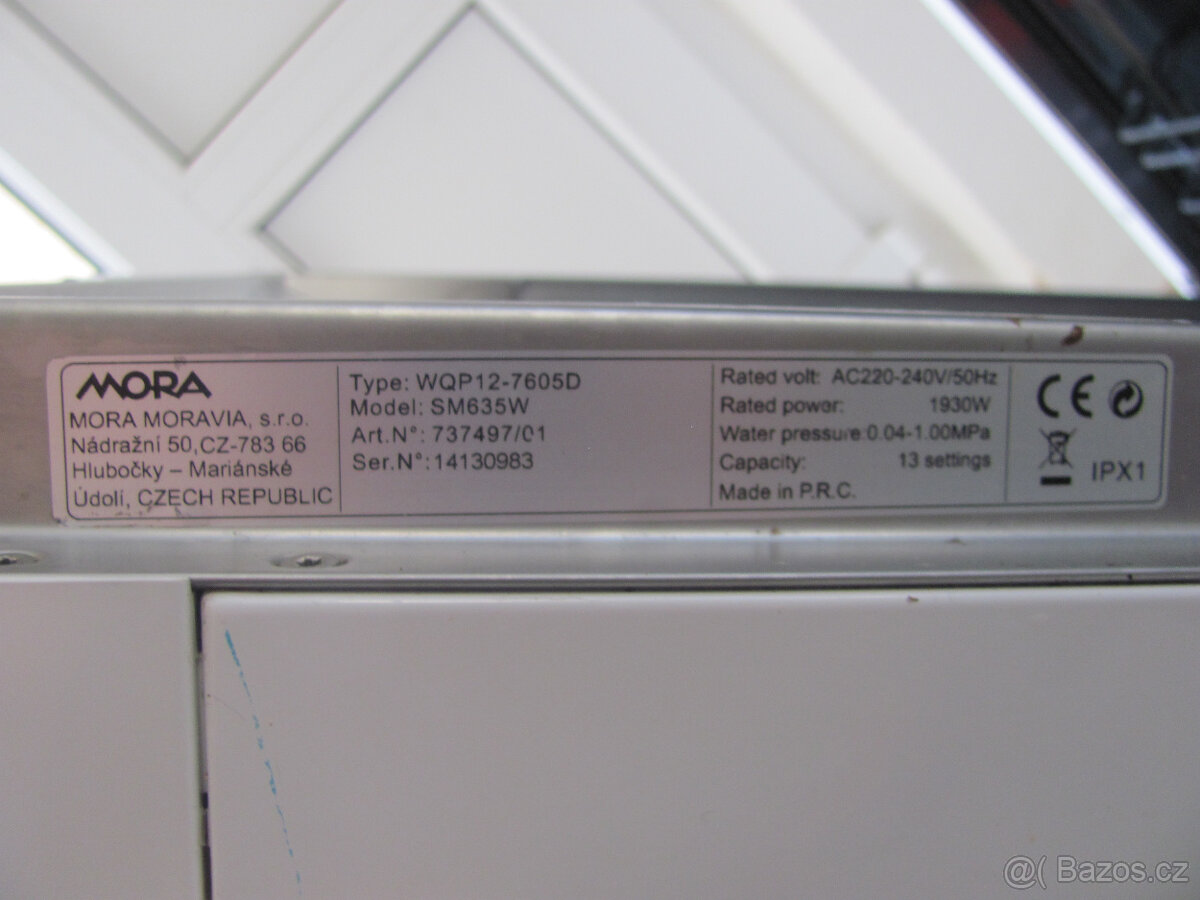 MORA
MORA MORAVIA, s.r.o.
Nádražní 50,CZ-783 66
Hlubočky – Mariánské
Údolí, CZECH REPUBLIC
Type: WQP12-7605D
Model: SM635W
Art.N°: 737497/01
Ser.N°: 14130983
Rated volt: AC220-240V/50Hz
Rated power: 1930W
Water pressure:0.04-1.00MPa
Capacity: 13 settings
Made in P.R.C.
CE
IPX1
@( Bazos.cz